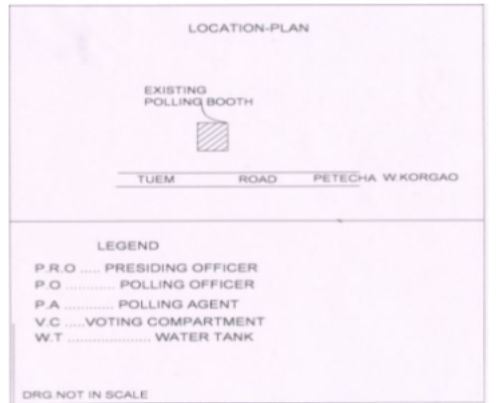 LOCATION-PLAN
EXISTING
POLLING BOOTH
TUEM ROAD PETECHA W.KORGAO
LEGEND
P.R.O ..... PRESIDING OFFICER
P.O ............ POLLING OFFICER
P.A ............ POLLING AGENT
V.C .....VOTING COMPARTMENT
W.T .................... WATER TANK
DRG.NOT IN SCALE